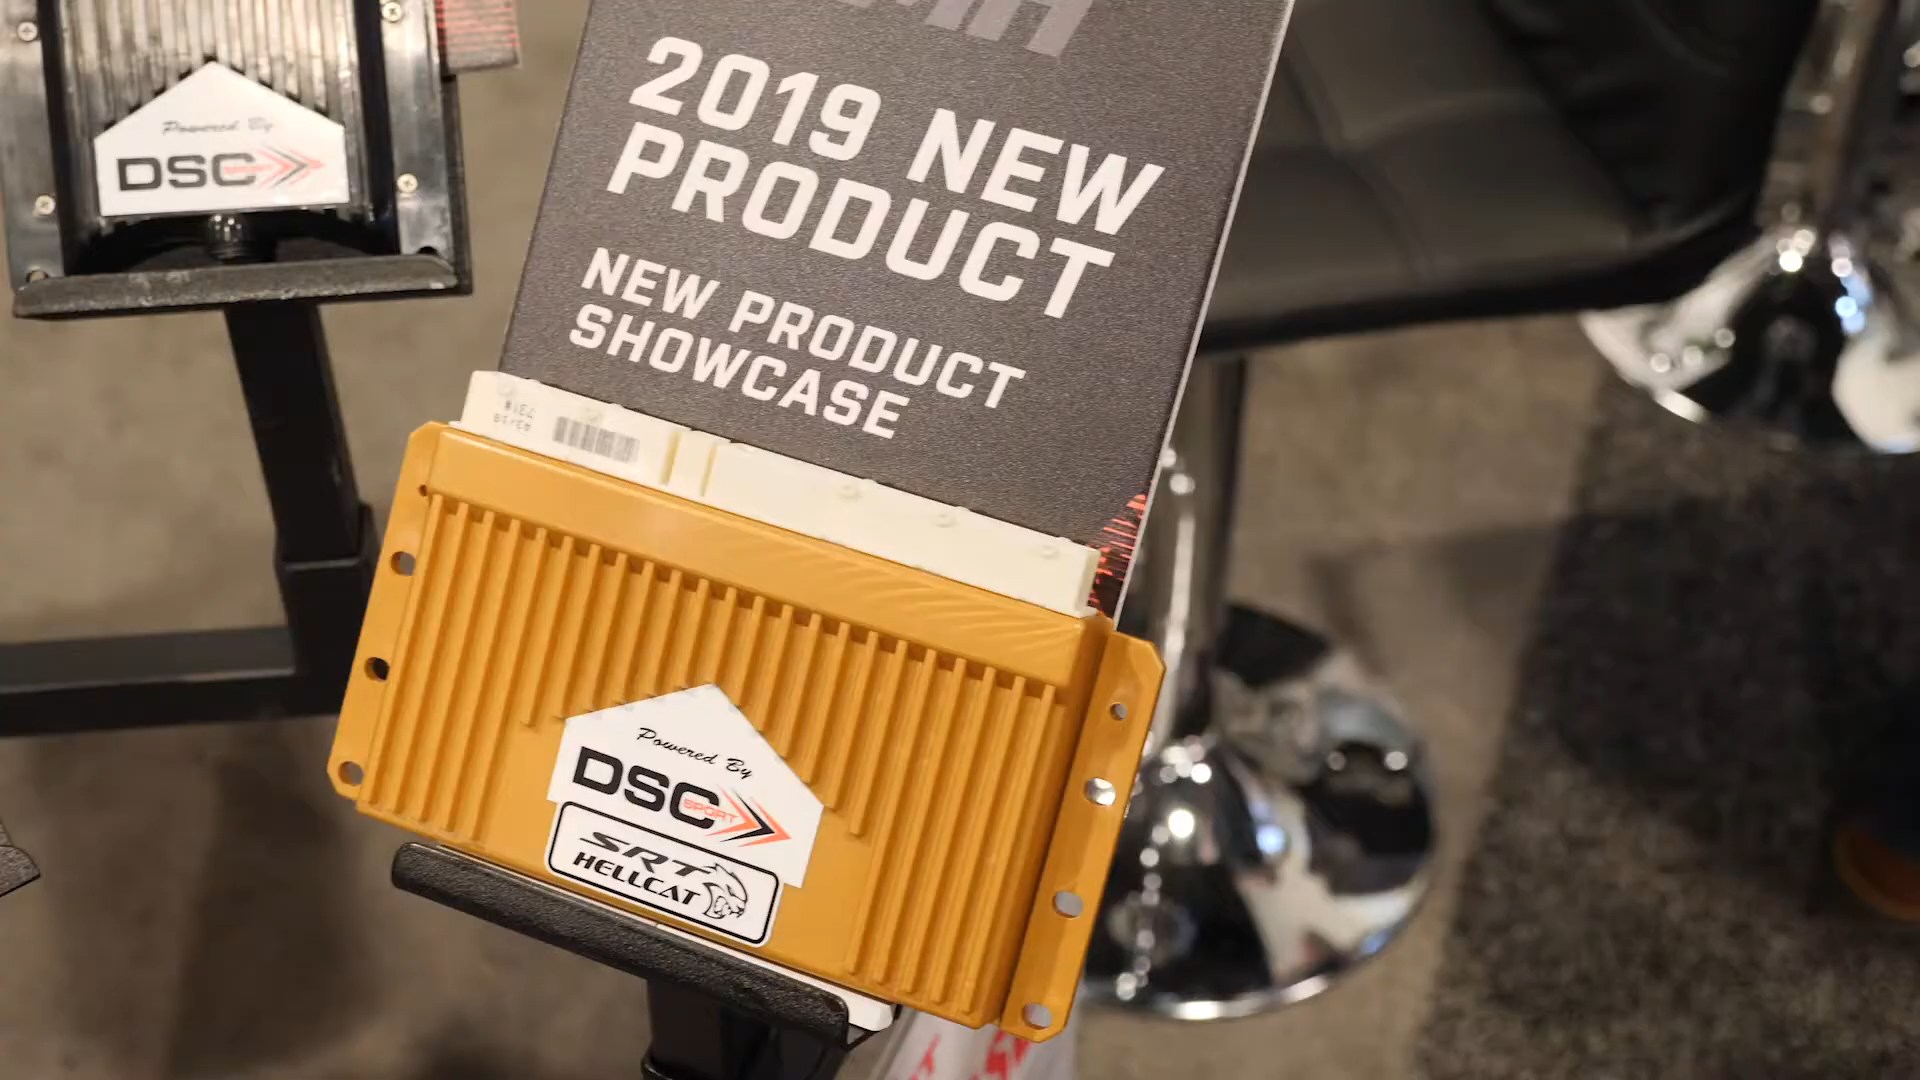 Powered By
DSC
2019 NEW
PRODUCT
NEW PRODUCT
SHOWCASE
Powered By
DSC
SPORT
SRT
HELLCAT